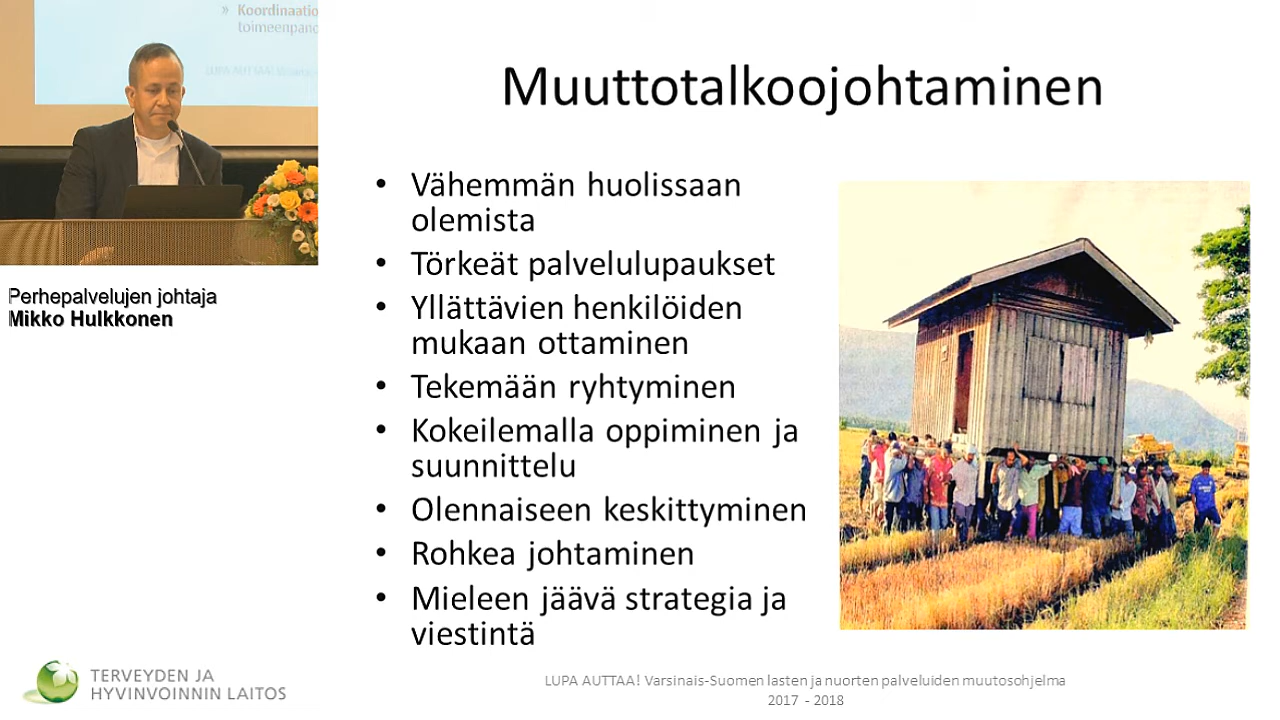 » Koordinaatio
toimeenpano
Perhepalvelujen johtaja
Mikko Hulkkonen
Muuttotalkoojohtaminen
• Vähemmän huolissaan
olemista
• Törkeät palvelulupaukset
• Yllättävien henkilöiden
mukaan ottaminen
• Tekemään ryhtyminen
• Kokeilemalla oppiminen ja
suunnittelu
• Olennaiseen keskittyminen
• Rohkea johtaminen
• Mieleen jäävä strategia ja
viestintä
TERVEYDEN JA
HYVINVOINNIN LAITOS
LUPA AUTTAA! Varsinais-Suomen lasten ja nuorten palveluiden muutosohjelma
2017 - 2018